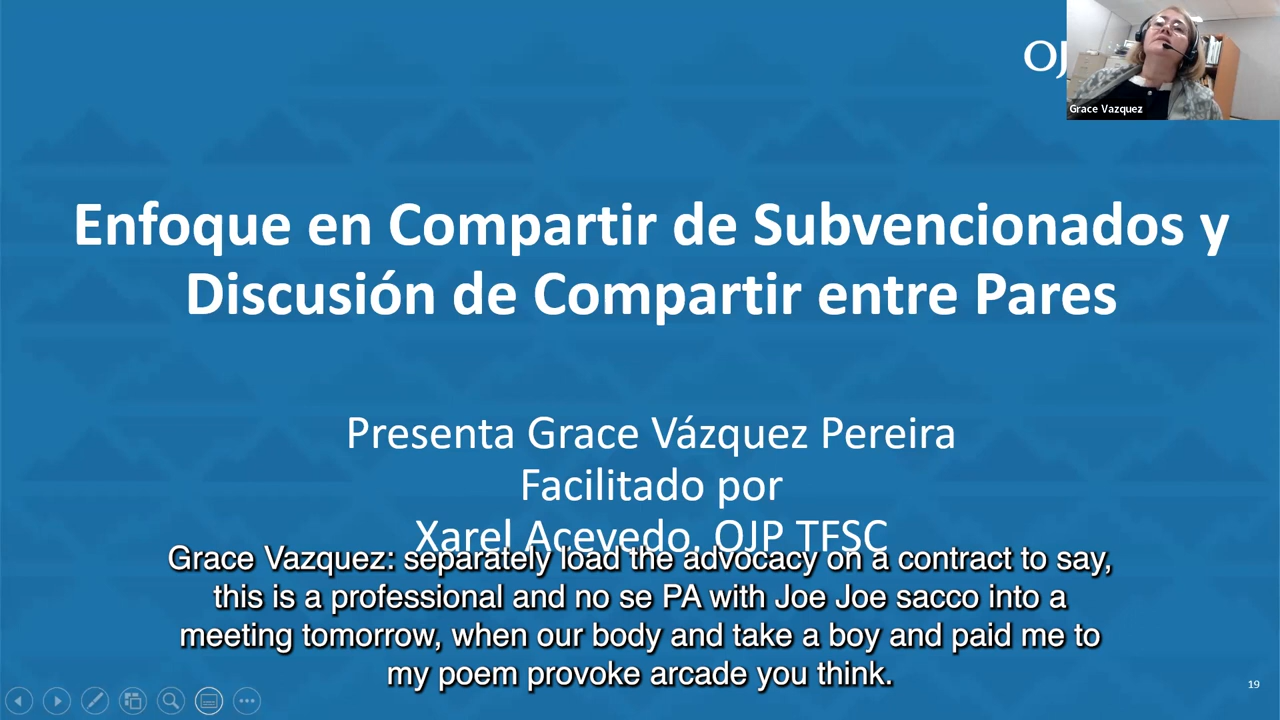 OJ
Grace Vazquez
Enfoque en Compartir de Subvencionados y
Discusión de Compartir entre Pares
Presenta Grace Vázquez Pereira
Facilitado por
Xarel Acevedo, OJP TFSC
Grace Vazquez: separately load the advocacy on a contract to say,
this is a professional and no se PA with Joe Joe sacco into a
meeting tomorrow, when our body and take a boy and paid me to
my poem provoke arcade you think.
19